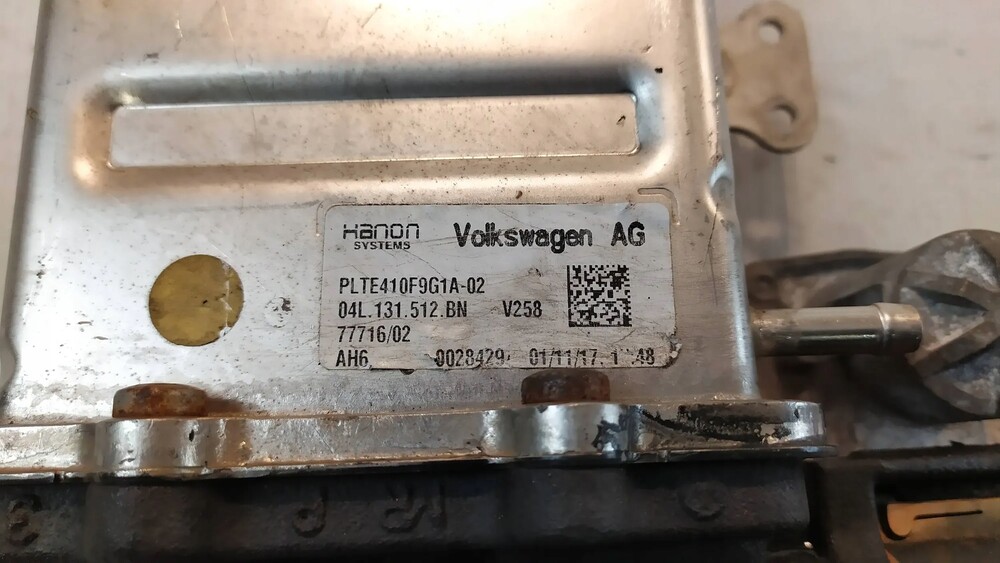 Hanon
SYSTEMS
Volkswagen AG
PLTE410F9G1A-02
04L.131.512.BN V258
77716/02
AH6 0028429 01/11/17